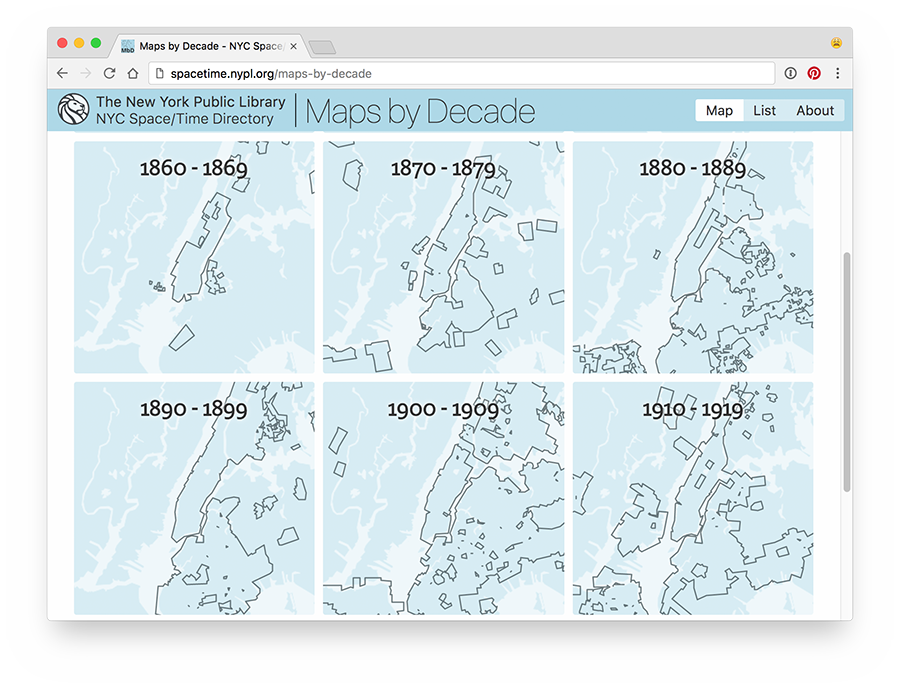 MbD
Maps by Decade - NYC Space/
spacetime.nypl.org/maps-by-decade
The New York Public Library
NYC Space/Time Directory
Maps by Decade
Map
List
About
1860 - 1869
1870 - 1879
1880 - 1889
1890 - 1899
1900 - 1909
1910 - 1919